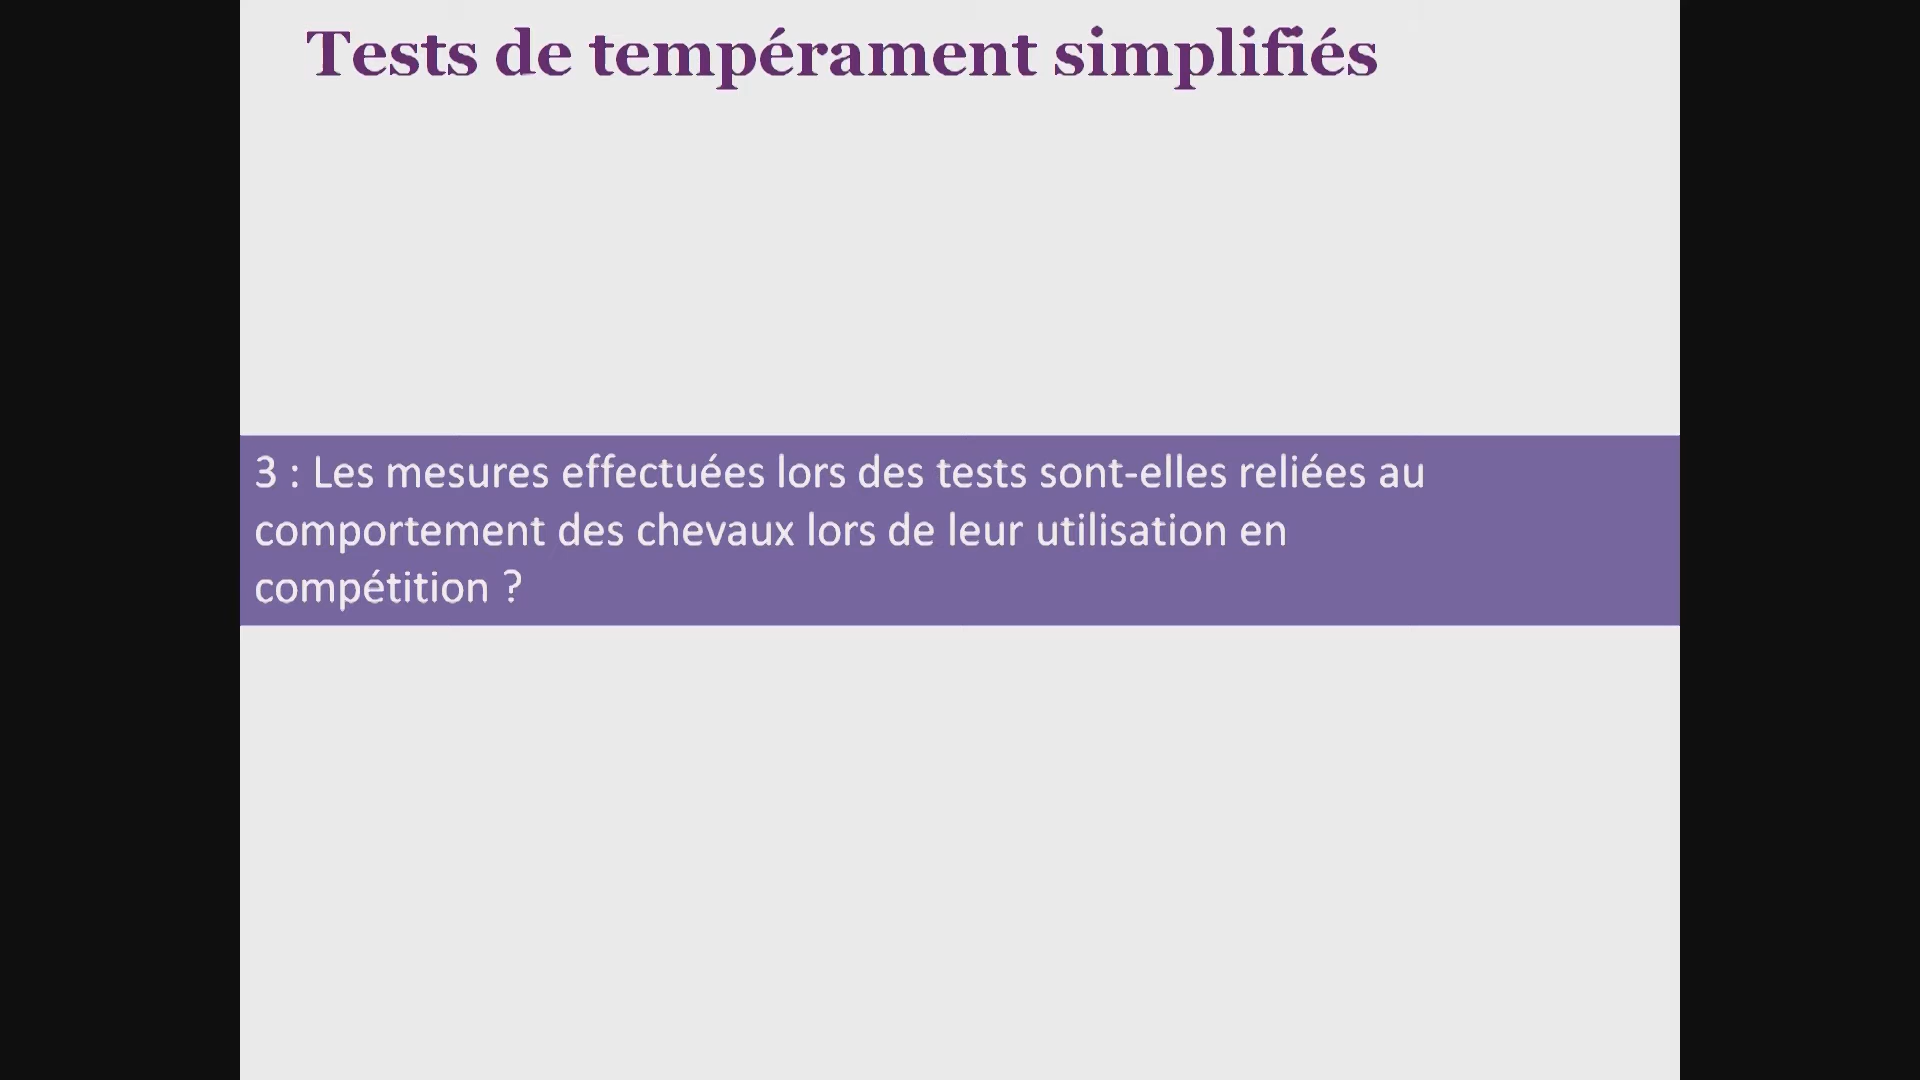 Tests de tempérament simplifiés
3 : Les mesures effectuées lors des tests sont-elles reliées au
comportement des chevaux lors de leur utilisation en
compétition ?